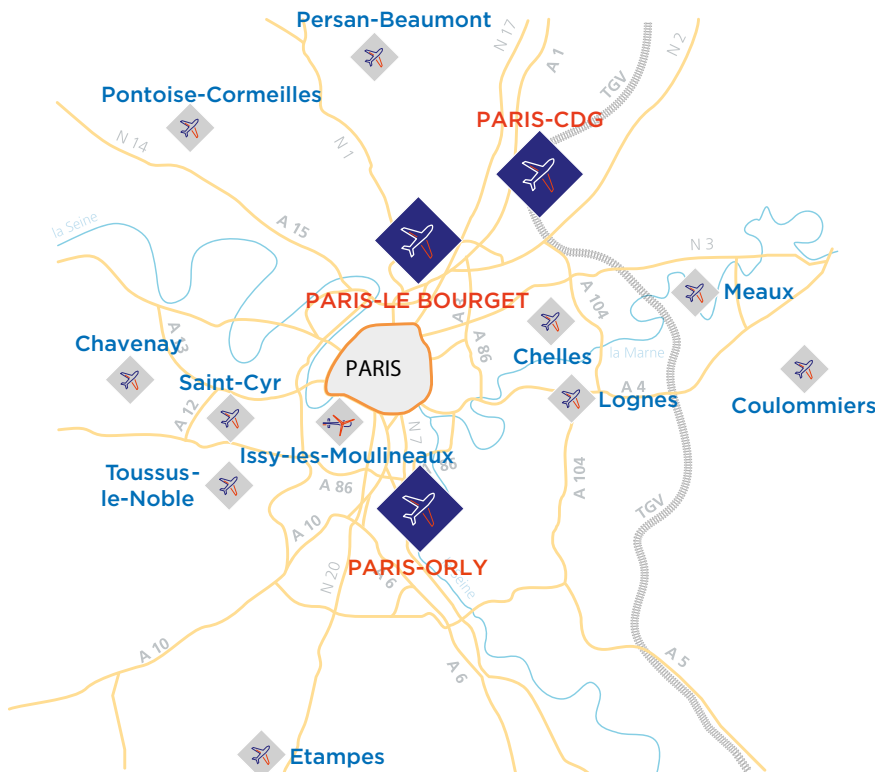 Persan-Beaumont
N 17
A 1
N 2
TGV
Pontoise-Cormeilles
PARIS-CDG
N 14
N 1
la Seine
A 15
N 3
PARIS-LE BOURGET
Meaux
A 104
A 13
A 86
Chavenay
Chelles
la Marne
PARIS
Saint-Cyr
A 4
Lognes
Coulommiers
A 12
N 7
Issy-les-Moulineaux
A 86
Toussus-
le-Noble
A 86
A 104
A 10
TGV
PARIS-ORLY
N 20
A 6
Seine
A 10
A 5
A 6
Etampes